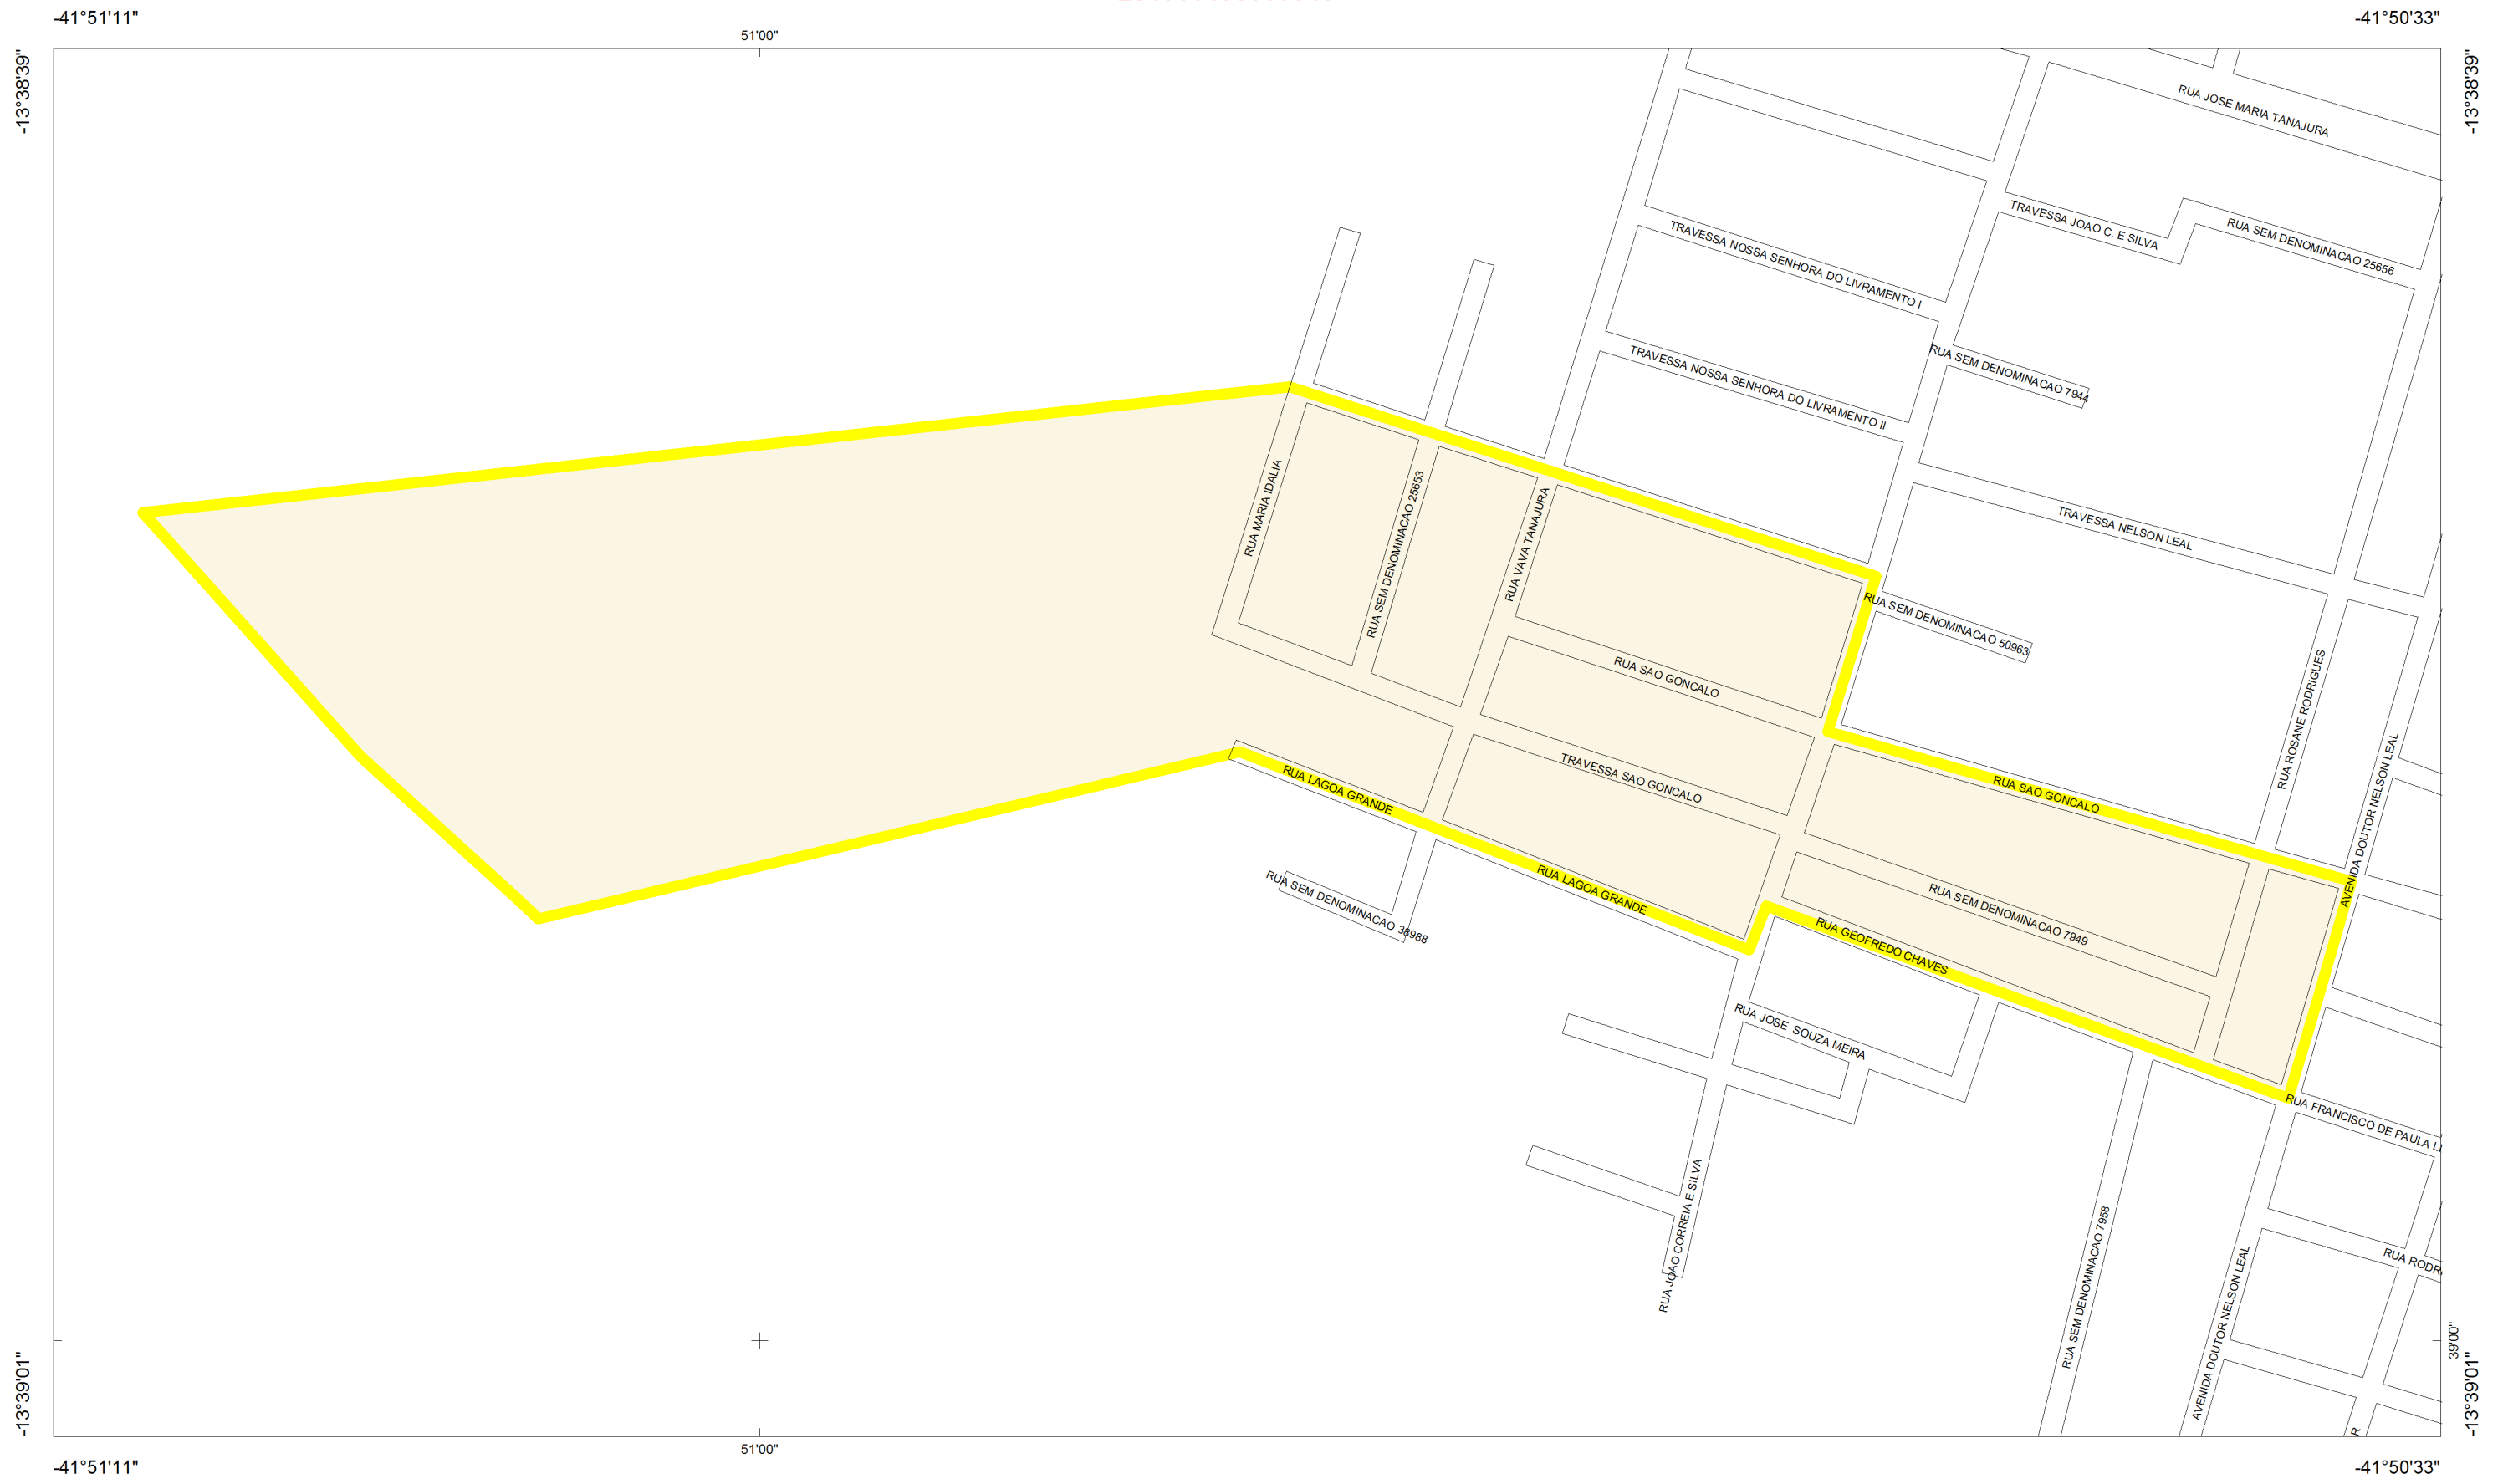 -41°51'11"
-41°50'33"
51'00"
-13°38'39"
-13°38'39"
RUA JOSE MARIA TANAJURA
TRAVESSA JOAO C. E SILVA
RUA SEM DENOMINACAO 25656
TRAVESSA NOSSA SENHORA DO LIVRAMENTO I
RUA SEM DENOMINACAO 7944
TRAVESSA NOSSA SENHORA DO LIVRAMENTO II
RUA MARIA IDALIA
RUA SEM DENOMINACAO 25653
RUA VAVA TANAJURA
TRAVESSA NELSON LEAL
RUA SEM DENOMINACAO 50963
RUA SAO GONCALO
RUA ROSANE RODRIGUES
TRAVESSA SAO GONCALO
RUA LAGOA GRANDE
RUA SAO GONCALO
AVENIDA DOUTOR NELSON LEAL
RUA LAGOA GRANDE
RUA SEM DENOMINACAO 38988
RUA SEM DENOMINACAO 7949
RUA GEOFREDO CHAVES
RUA JOSE SOUZA MEIRA
RUA FRANCISCO DE PAULA
RUA JOAO CORREIA E SILVA
RUA SEM DENOMINACAO 7958
AVENIDA DOUTOR NELSON LEAL
RUA RODR
39'00"
R
-13°39'01"
-13°39'01"
51'00"
-41°51'11"
-41°50'33"